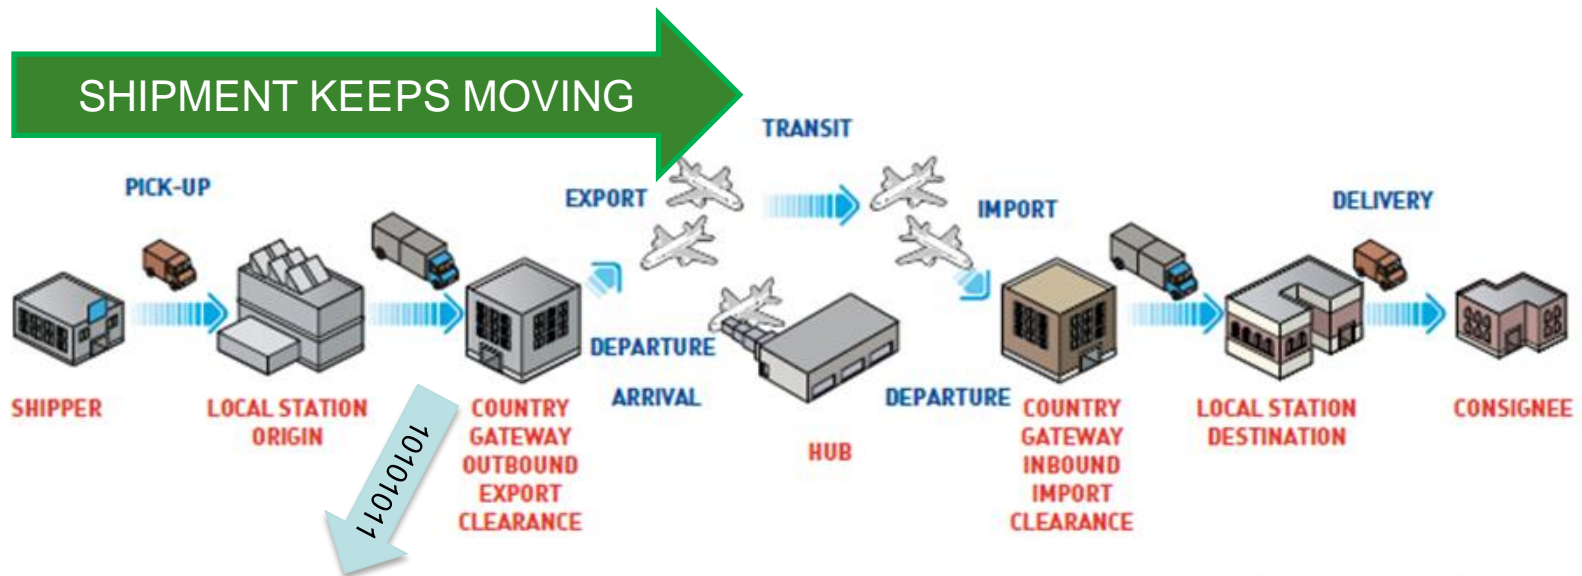 SHIPMENT KEEPS MOVING
TRANSIT
PICK-UP
EXPORT
IMPORT
DELIVERY
DEPARTURE
ARRIVAL
DEPARTURE
SHIPPER
LOCAL STATION
ORIGIN
COUNTRY
GATEWAY
OUTBOUND
EXPORT
CLEARANCE
HUB
COUNTRY
GATEWAY
INBOUND
IMPORT
CLEARANCE
LOCAL STATION
DESTINATION
CONSIGNEE
10101011